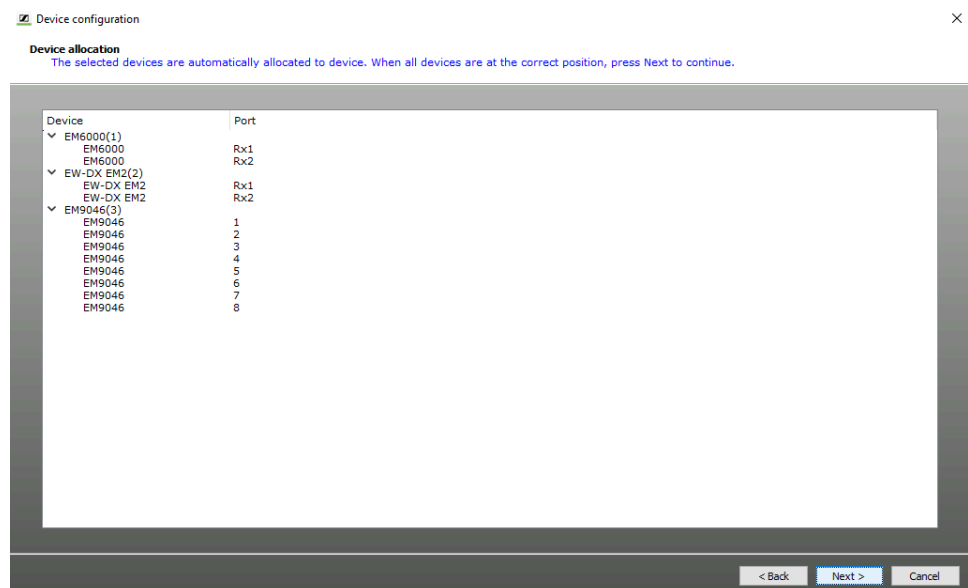 Device configuration
Device allocation
The selected devices are automatically allocated to device. When all devices are at the correct position, press Next to continue.
Device Port
EM6000(1)
EM6000 Rx1
EM6000 Rx2
EW-DX EM2(2)
EW-DX EM2 Rx1
EW-DX EM2 Rx2
EM9046(3)
EM9046 1
EM9046 2
EM9046 3
EM9046 4
EM9046 5
EM9046 6
EM9046 7
EM9046 8
< Back Next > Cancel